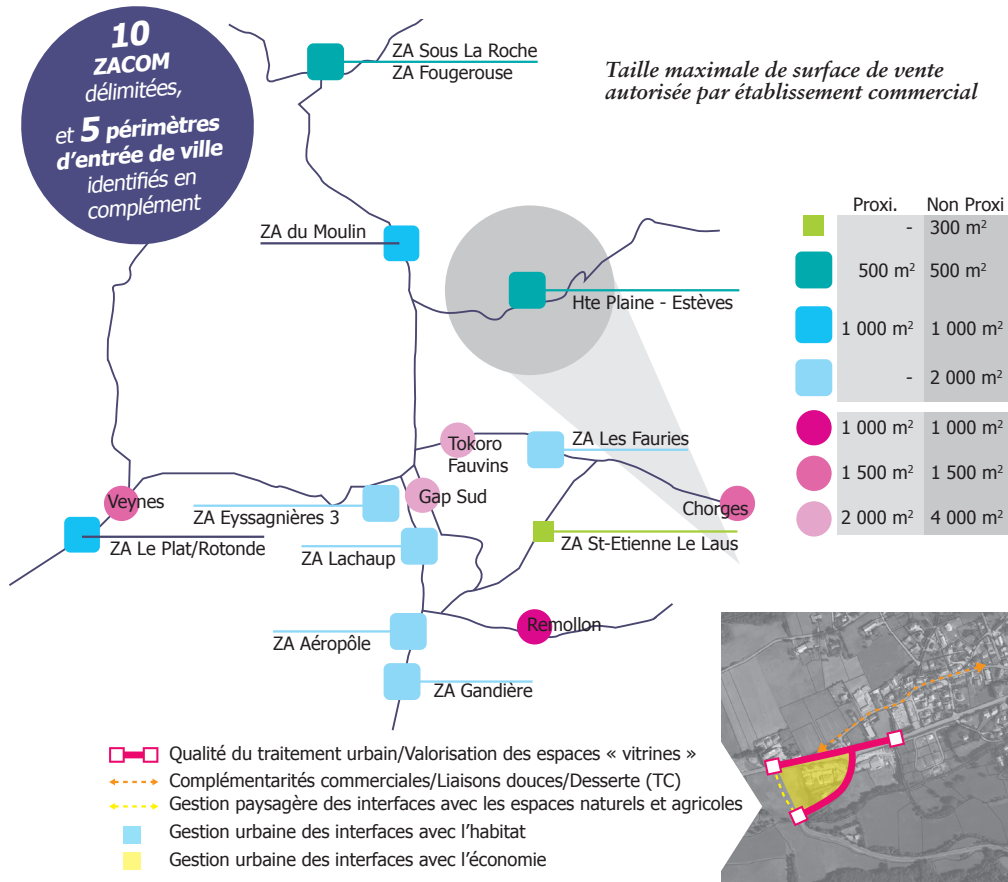 10
ZACOM
délimitées,
et 5 périmètres
d'entrée de ville
identifiés en
complément
ZA Sous La Roche
ZA Fougerouse
Taille maximale de surface de vente
autorisée par établissement commercial
ZA du Moulin
Hte Plaine - Estèves
Proxi. Non Proxi
- 300 m²
500 m² 500 m²
1 000 m² 1 000 m²
- 2 000 m²
1 000 m² 1 000 m²
1 500 m² 1 500 m²
2 000 m² 4 000 m²
Tokoro
Fauvins
ZA Les Fauries
Veynes
ZA Eyssagnières 3
Gap Sud
Chorges
ZA Le Plat/Rotonde
ZA Lachaup
ZA St-Etienne Le Laus
ZA Aéropôle
Remollon
ZA Gandière
Qualité du traitement urbain/Valorisation des espaces « vitrines »
Complémentarités commerciales/Liaisons douces/Desserte (TC)
Gestion paysagère des interfaces avec les espaces naturels et agricoles
Gestion urbaine des interfaces avec l'habitat
Gestion urbaine des interfaces avec l'économie